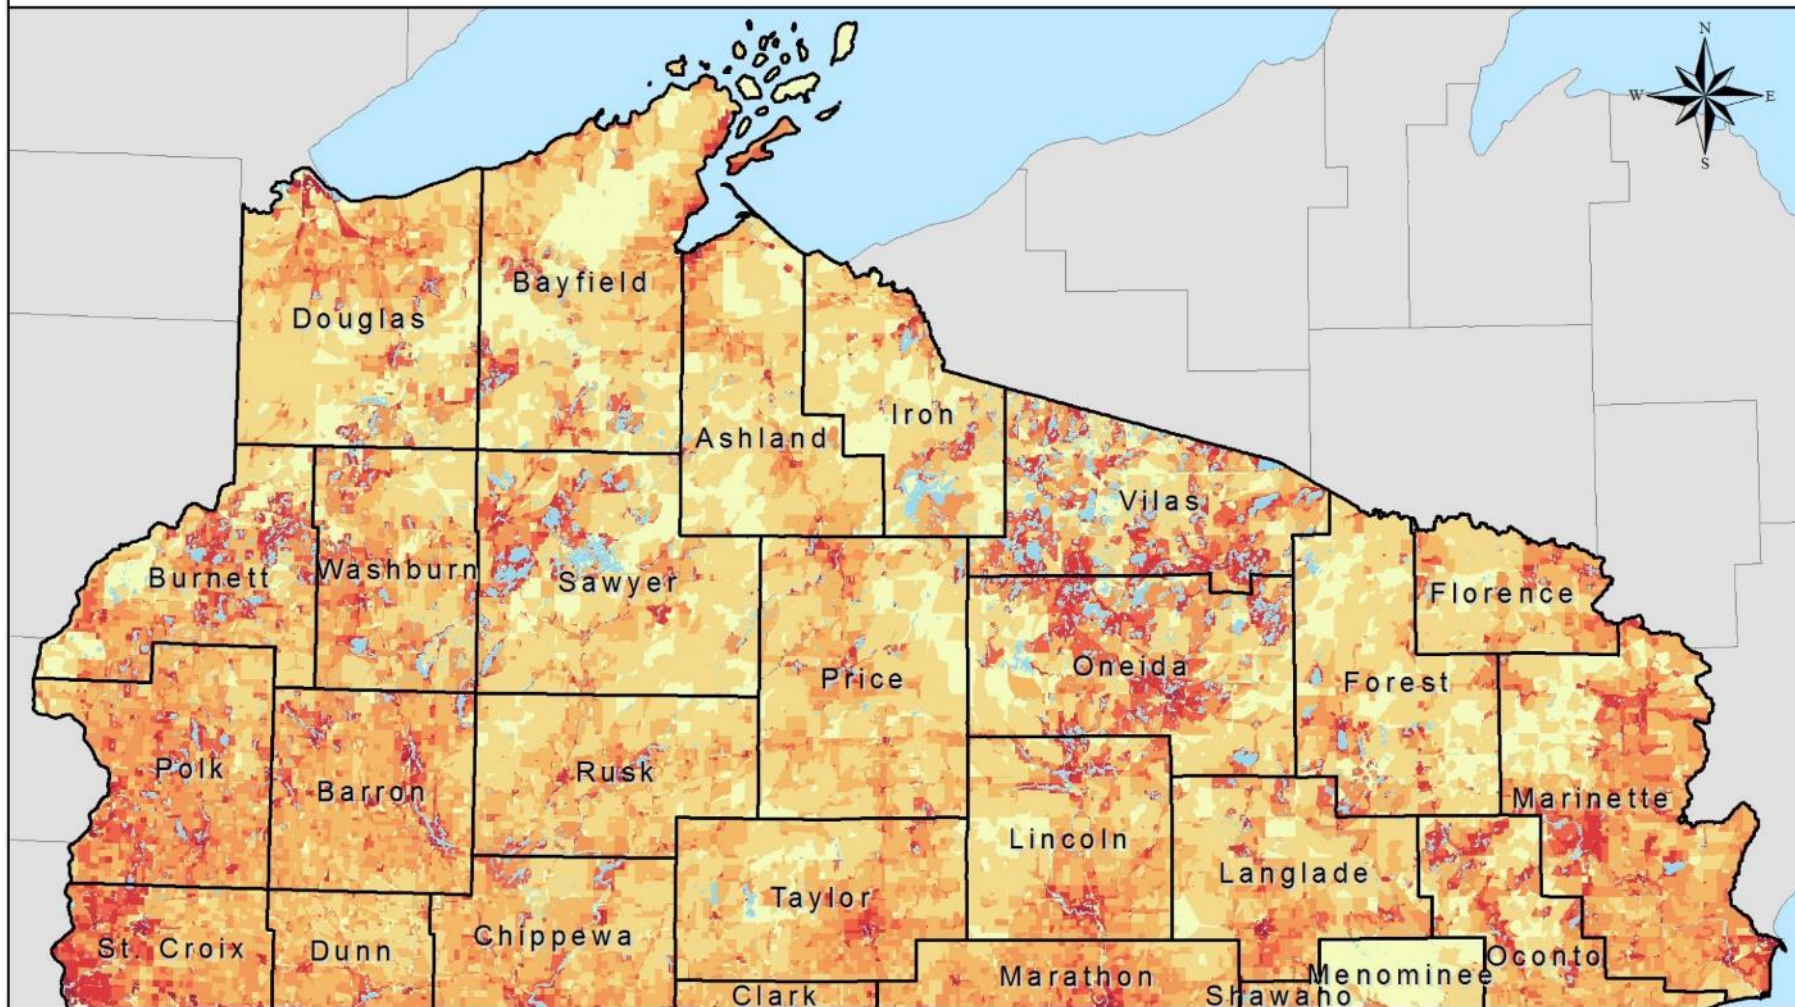 N
W E
S
Bayfield
Douglas
Iron
Ashland
Vilas
Burnett
Washburn
Sawyer
Florence
Oneida
Price
Forest
Polk
Rusk
Barron
Marinette
Lincoln
Langlade
Taylor
St. Croix
Dunn
Chippewa
Oconto
Marathon
Menominee
Clark
Shawano